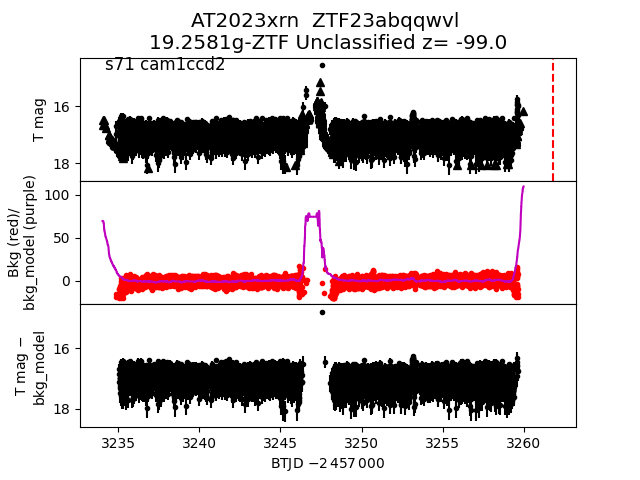 AT2023xrn  ZTF23abqqwvl
19.2581g-ZTF Unclassified z= -99.0
s71 cam1ccd2
T mag
16
18
Bkg (red)/
bkg_model (purple)
100
50
0
T mag −
bkg_model
16
18
3235 3240 3245 3250 3255 3260
BTJD −2 457 000